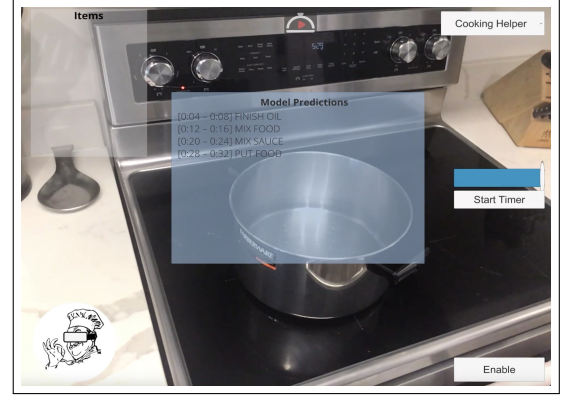 Items
Cooking Helper
Model Predictions
[0:04 - 0:08] FINISH OIL
[0:12 - 0:16] MIX FOOD
[0:20 - 0:24] MIX SAUCE
[0:28 - 0:32] PUT FOOD
Start Timer
FARBERWARE
Enable